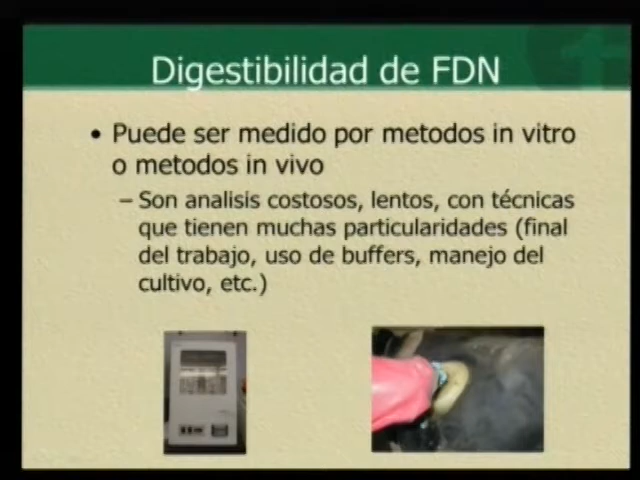 Digestibilidad de FDN
• Puede ser medido por metodos in vitro
o metodos in vivo
– Son analisis costosos, lentos, con técnicas
que tienen muchas particularidades (final
del trabajo, uso de buffers, manejo del
cultivo, etc.)